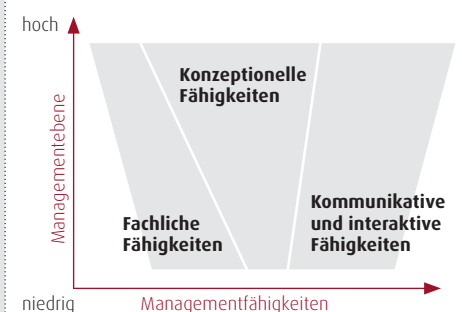 hoch
Managementebene
Konzeptionelle
Fähigkeiten
Fachliche
Fähigkeiten
Kommunikative
und interaktive
Fähigkeiten
niedrig
Managementfähigkeiten